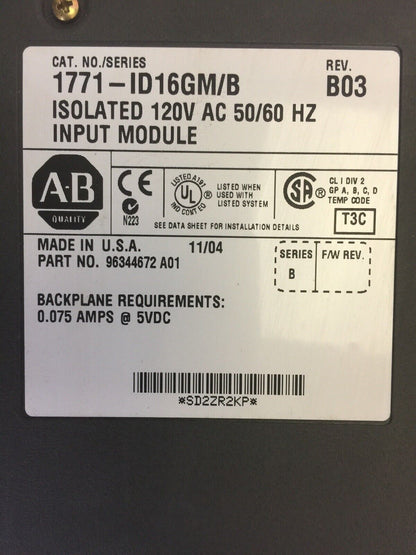 CAT. NO./SERIES REV.
1771-ID16GM/B B03
ISOLATED 120V AC 50/60 HZ
INPUT MODULE
A-B
QUALITY
CE
N223
LISTED A197
UL ®
IND CONT EQ
LISTED WHEN
USED WITH
LISTED SYSTEM
SA ®
CL I DIV 2
GP A, B, C, D
TEMP CODE
T3C
SEE DATA SHEET FOR INSTALLATION DETAILS
MADE IN U.S.A. 11/04
PART NO. 96344672 A01
SERIES F/W REV.
B
BACKPLANE REQUIREMENTS:
0.075 AMPS @ 5VDC
*SD2ZR2KP*